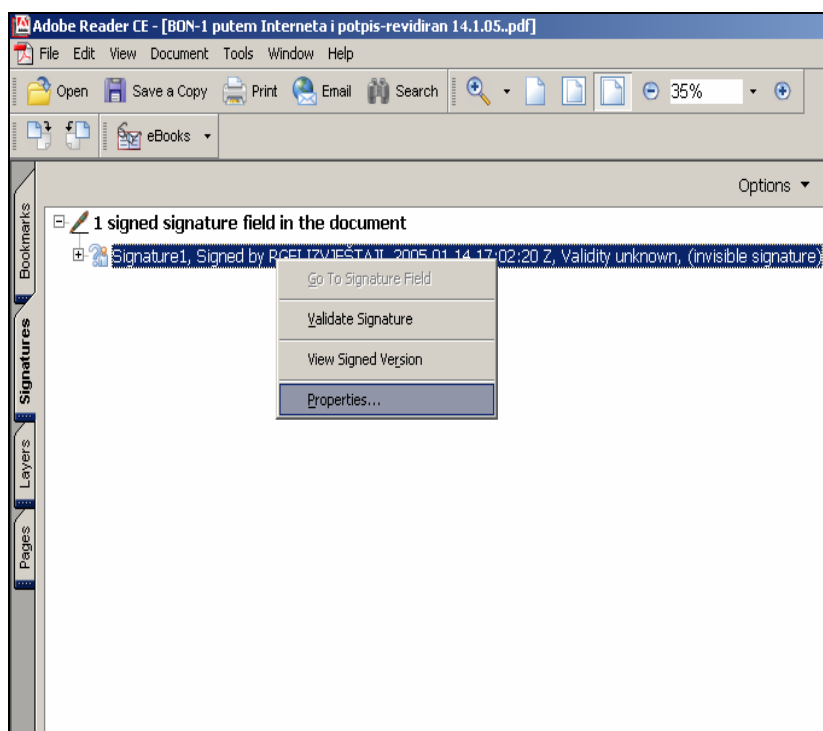 Adobe Reader CE - [BON-1 putem Interneta i potpis-revidiran 14.1.05..pdf]
File Edit View Document Tools Window Help
Open Save a Copy Print Email Search 35%
eBooks
Options
Bookmarks
1 signed signature field in the document
Signature1, Signed by RGFI IZVJEŠTAJI, 2005.01.14 17:02:20 Z, Validity unknown, (invisible signature)
Go To Signature Field
Validate Signature
View Signed Version
Properties...
Signatures
Layers
Pages